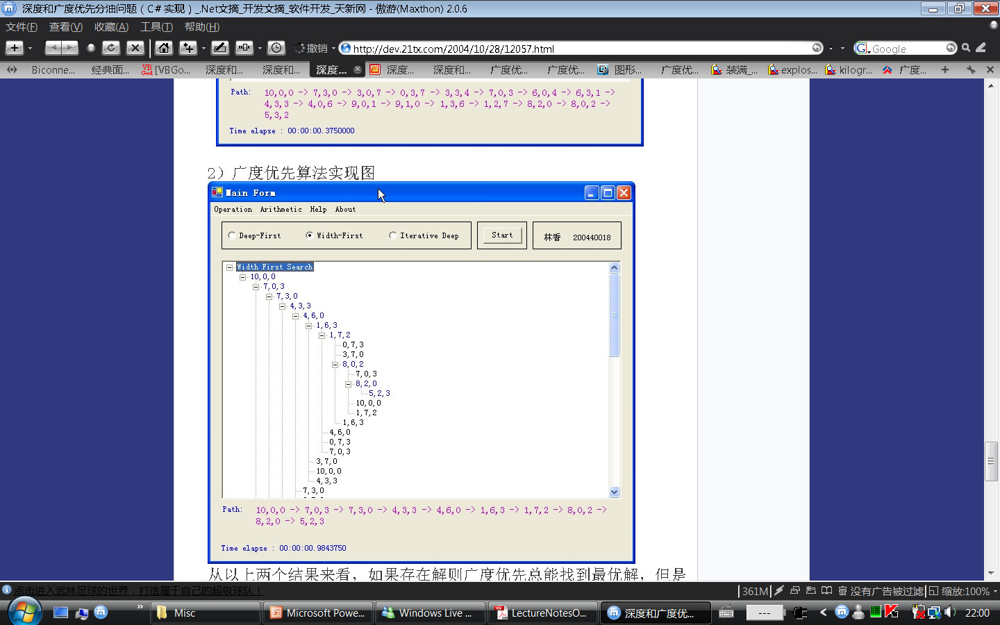 深度和广度优先分油问题（C＃实现）_.Net文摘_开发文摘_软件开发_天新网 - 傲游(Maxthon) 2.0.6
文件(F) 查看(V) 收藏(A) 工具(T) 帮助(H)
撤销 http://dev.21tx.com/2004/10/28/12057.html Google
Biconne... 经典面... [VBGo... 深度和... 深度和... 深度... 深度... 深度和... 广度优... 广度优... 图形... 广度优... 装满_... explos... kilogr... 广度...
Path: 10,0,0 -> 7,3,0 -> 3,0,7 -> 0,3,7 -> 3,3,4 -> 7,0,3 -> 6,0,4 -> 6,3,1 ->
4,3,3 -> 4,0,6 -> 9,0,1 -> 9,1,0 -> 1,3,6 -> 1,2,7 -> 8,2,0 -> 8,0,2 ->
5,3,2
Time elapse : 00:00:00.3750000
2）广度优先算法实现图
Main Form
Operation Arithmetic Help About
Deep-First Width-First Iterative Deep Start 林香 200440018
Width First Search
10,0,0
7,0,3
7,3,0
4,3,3
4,6,0
1,6,3
1,7,2
0,7,3
3,7,0
8,0,2
7,0,3
8,2,0
5,2,3
10,0,0
1,7,2
1,6,3
4,6,0
0,7,3
7,0,3
3,7,0
10,0,0
4,3,3
7,3,0
Path: 10,0,0 -> 7,0,3 -> 7,3,0 -> 4,3,3 -> 4,6,0 -> 1,6,3 -> 1,7,2 -> 8,0,2 ->
8,2,0 -> 5,2,3
Time elapse : 00:00:00.9843750
从以上两个结果来看，如果存在解则广度优先总能找到最优解，但是
点击进入武林足球的世界，打造属于自己的超级球队！ 361M 没有广告被过滤 缩放:100%
Misc Microsoft Powe... Windows Live ... LectureNotesO... 深度和广度优... --- 22:00